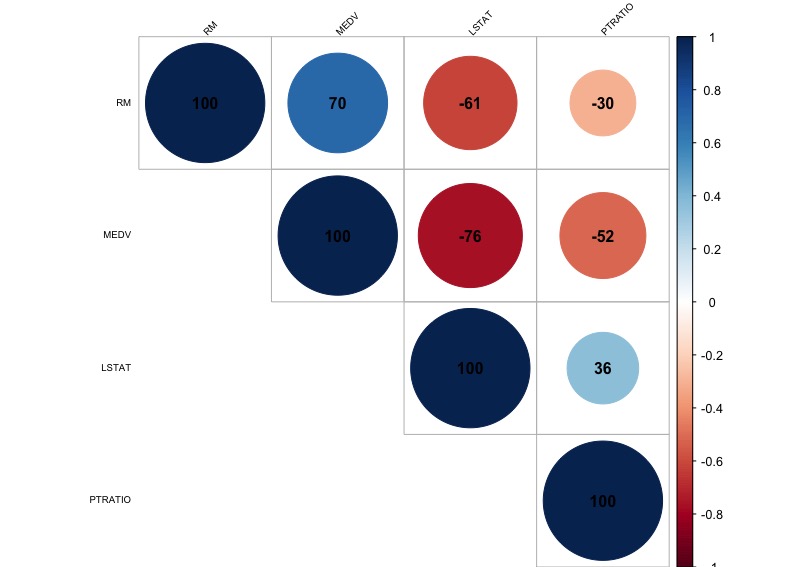 RM MEDV LSTAT PTRATIO
RM 100 70 -61 -30
MEDV 100 -76 -52
LSTAT 100 36
PTRATIO 100
1
0.8
0.6
0.4
0.2
0
-0.2
-0.4
-0.6
-0.8
-1